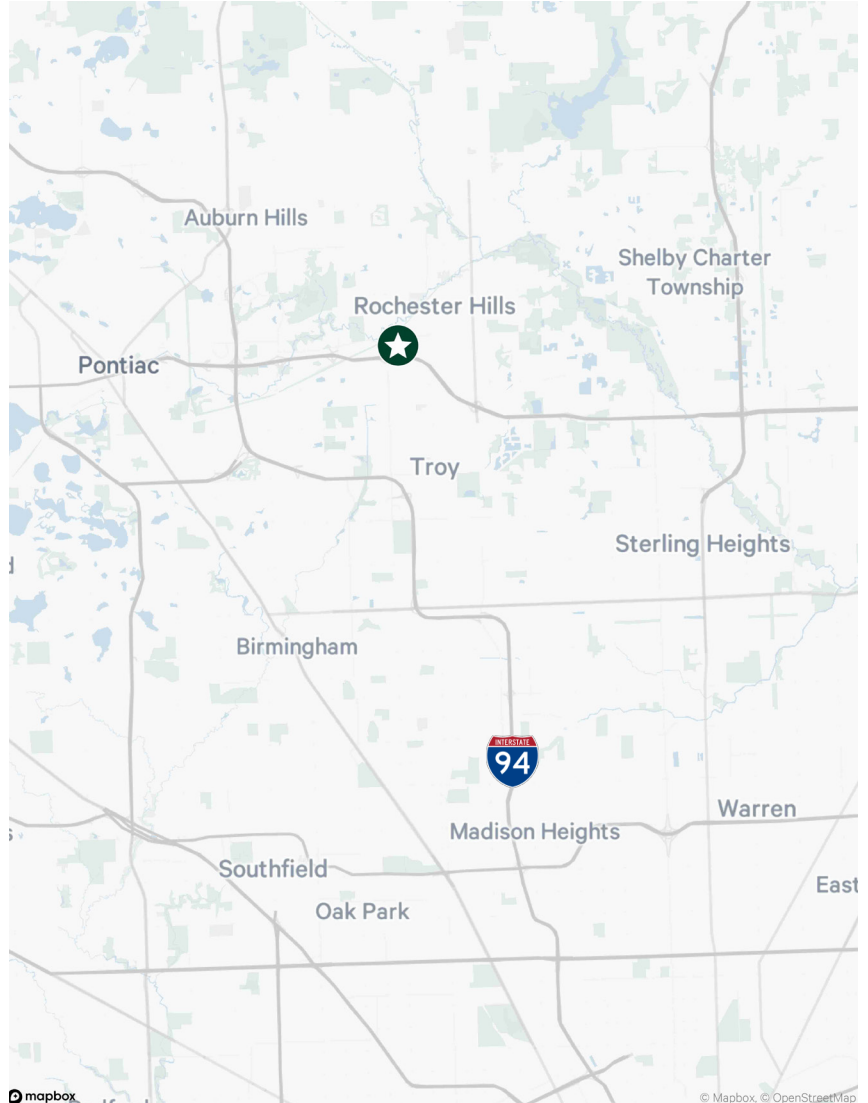 Auburn Hills
Shelby Charter
Township
Rochester Hills
Pontiac
Troy
Sterling Heights
Birmingham
INTERSTATE
94
Warren
Madison Heights
Southfield
East
Oak Park
mapbox
© Mapbox, © OpenStreetMap